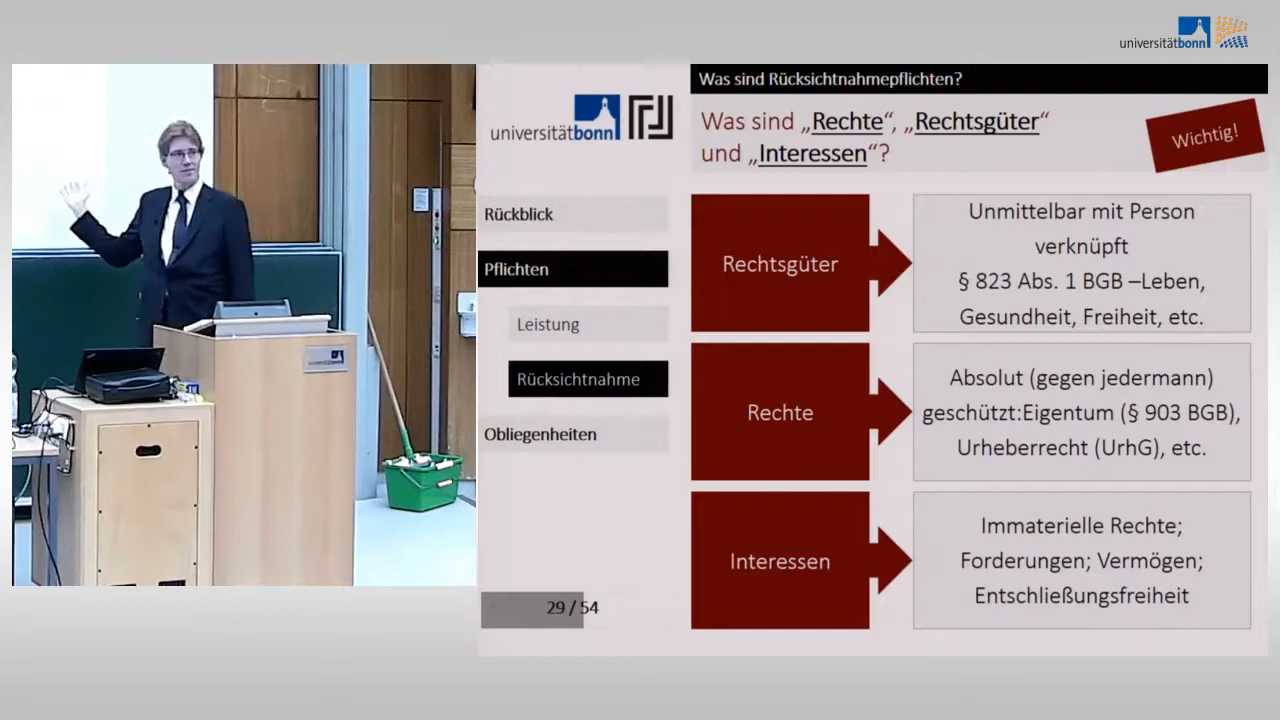 universitätbonn
Was sind Rücksichtnahmepflichten?
universitätbonn
Was sind „Rechte“, „Rechtsgüter“
und „Interessen“?
Wichtig!
Rückblick
Pflichten
Leistung
Rücksichtnahme
Obliegenheiten
29 / 54
Rechtsgüter
Unmittelbar mit Person
verknüpft
§ 823 Abs. 1 BGB –Leben,
Gesundheit, Freiheit, etc.
Rechte
Absolut (gegen jedermann)
geschützt:Eigentum (§ 903 BGB),
Urheberrecht (UrhG), etc.
Interessen
Immaterielle Rechte;
Forderungen; Vermögen;
Entschließungsfreiheit